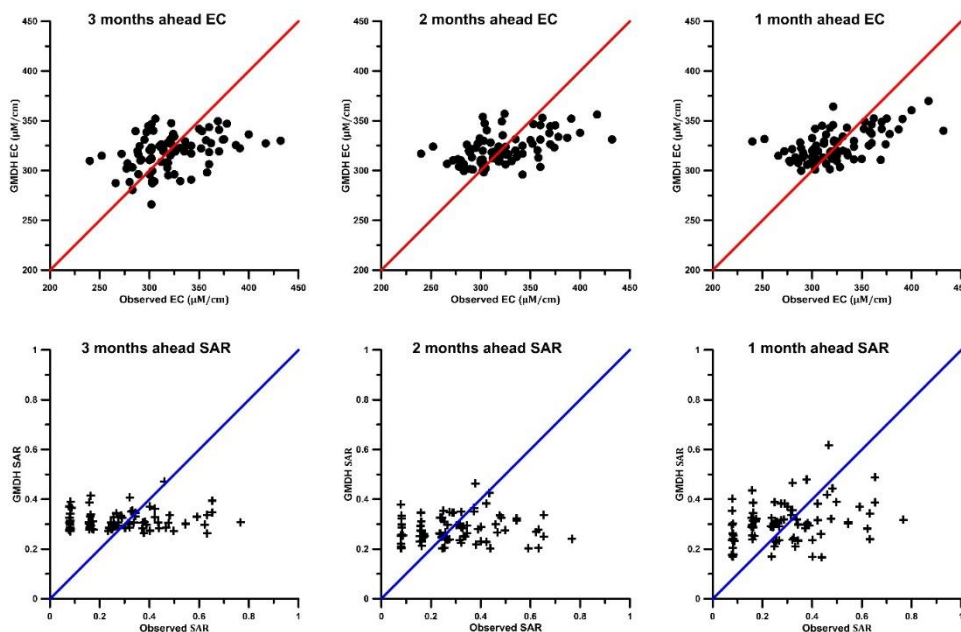 3 months ahead EC
2 months ahead EC
1 month ahead EC
450
400
350
300
250
200
GMDH EC (µM/cm)
200 250 300 350 400 450
Observed EC (µM/cm)
450
400
350
300
250
200
GMDH EC (µM/cm)
200 250 300 350 400 450
Observed EC (µM/cm)
450
400
350
300
250
200
GMDH EC (µM/cm)
200 250 300 350 400 450
Observed EC (µM/cm)
3 months ahead SAR
2 months ahead SAR
1 month ahead SAR
1
0.8
0.6
0.4
0.2
0
GMDH SAR
0 0.2 0.4 0.6 0.8 1
Observed SAR
1
0.8
0.6
0.4
0.2
0
GMDH SAR
0 0.2 0.4 0.6 0.8 1
Observed SAR
1
0.8
0.6
0.4
0.2
0
GMDH SAR
0 0.2 0.4 0.6 0.8 1
Observed SAR